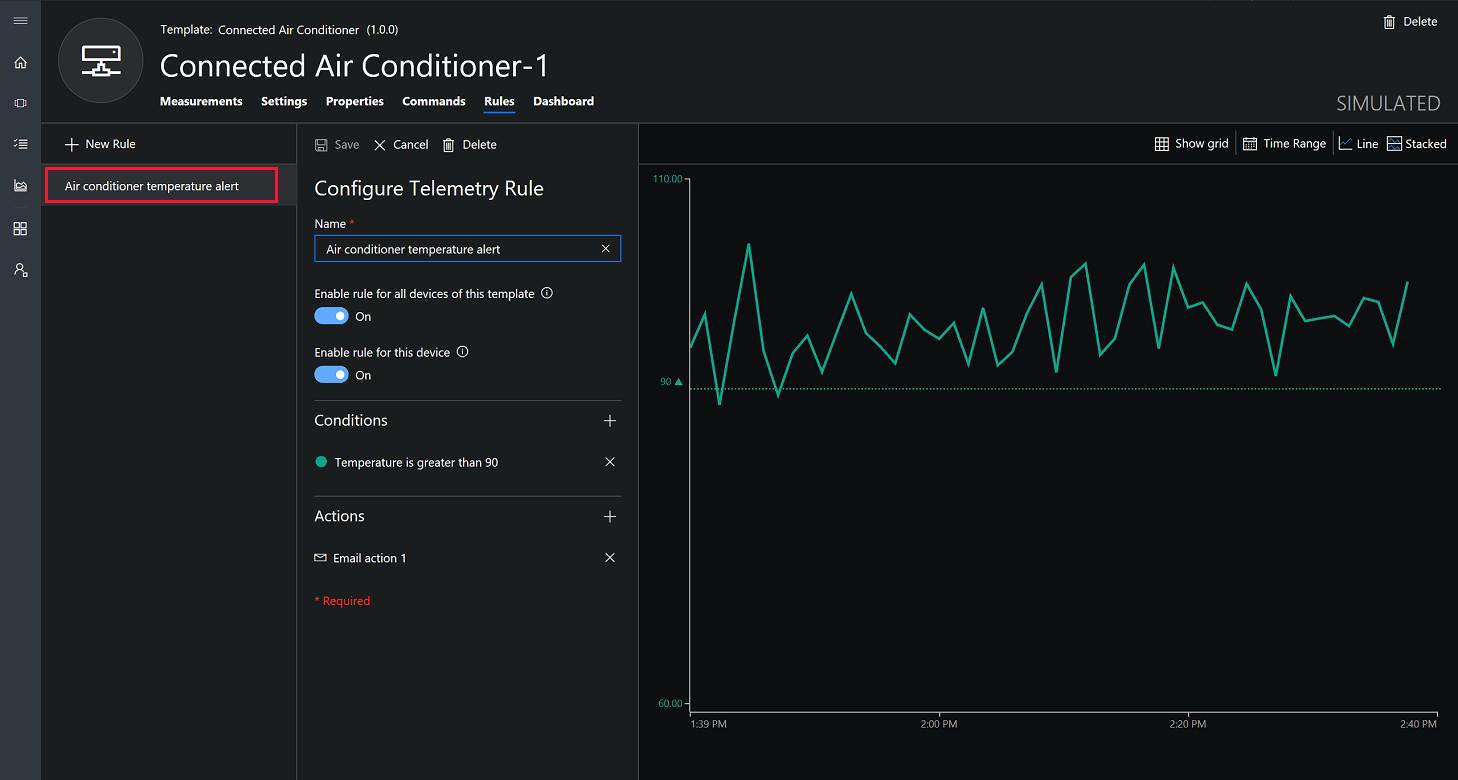 Template: Connected Air Conditioner (1.0.0)
Delete
Connected Air Conditioner-1
Measurements Settings Properties Commands Rules Dashboard
SIMULATED
New Rule
Air conditioner temperature alert
Save Cancel Delete
Configure Telemetry Rule
Name *
Air conditioner temperature alert
Enable rule for all devices of this template
On
Enable rule for this device
On
Conditions
Temperature is greater than 90
Actions
Email action 1
* Required
Show grid Time Range Line Stacked
110.00
90
60.00
1:39 PM 2:00 PM 2:20 PM 2:40 PM